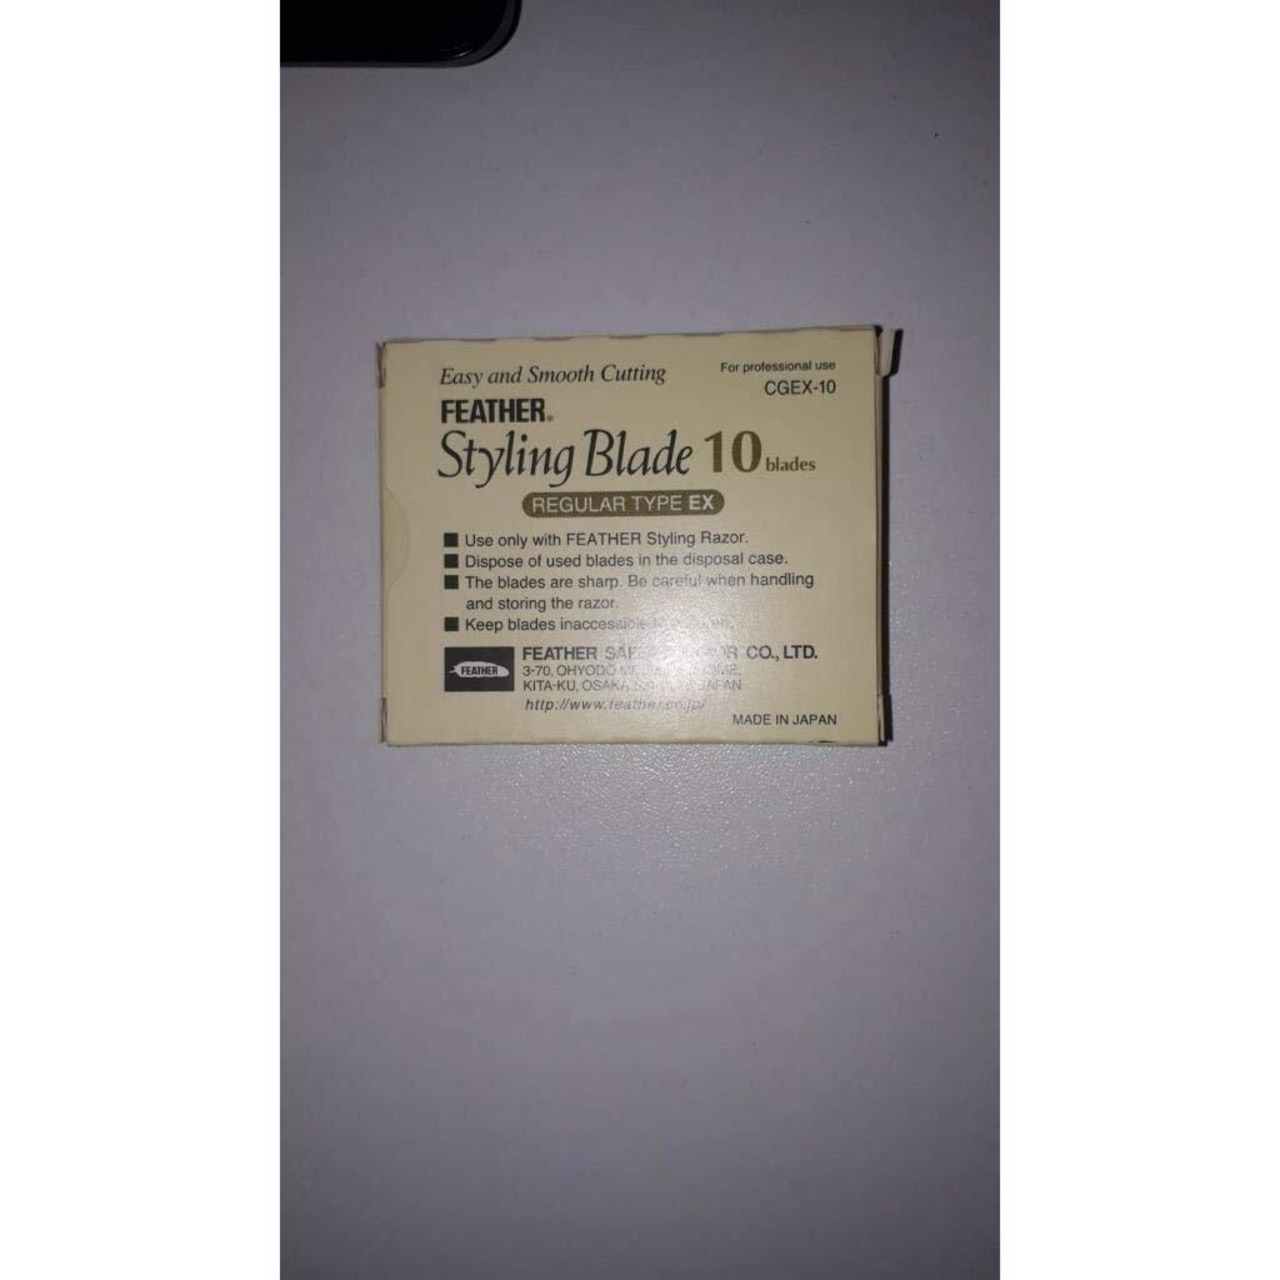 Easy and Smooth Cutting
For professional use
CGEX-10
FEATHER®
Styling Blade 10 blades
REGULAR TYPE EX
■ Use only with FEATHER Styling Razor.
■ Dispose of used blades in the disposal case.
■ The blades are sharp. Be careful when handling
and storing the razor.
■ Keep blades inaccessible
FEATHER
FEATHER CO., LTD.
3-70, OHYODO
KITA-KU, OSAKA JAPAN
http://www.feather.co.jp/
MADE IN JAPAN